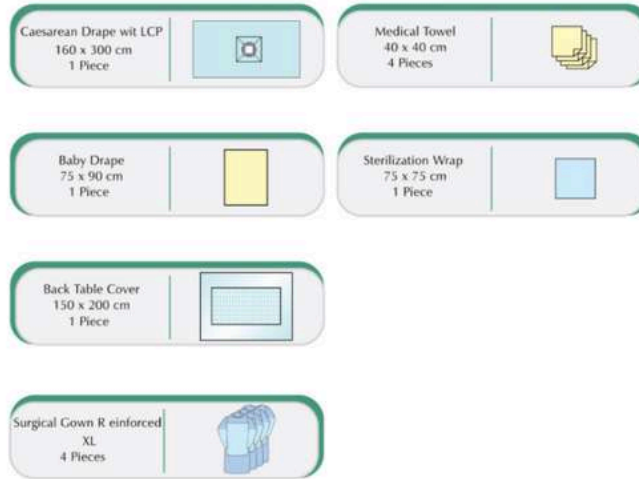 Caesarean Drape wit LCP
160 x 300 cm
1 Piece
Medical Towel
40 x 40 cm
4 Pieces
Baby Drape
75 x 90 cm
1 Piece
Sterilization Wrap
75 x 75 cm
1 Piece
Back Table Cover
150 x 200 cm
1 Piece
Surgical Gown R einforced
XL
4 Pieces